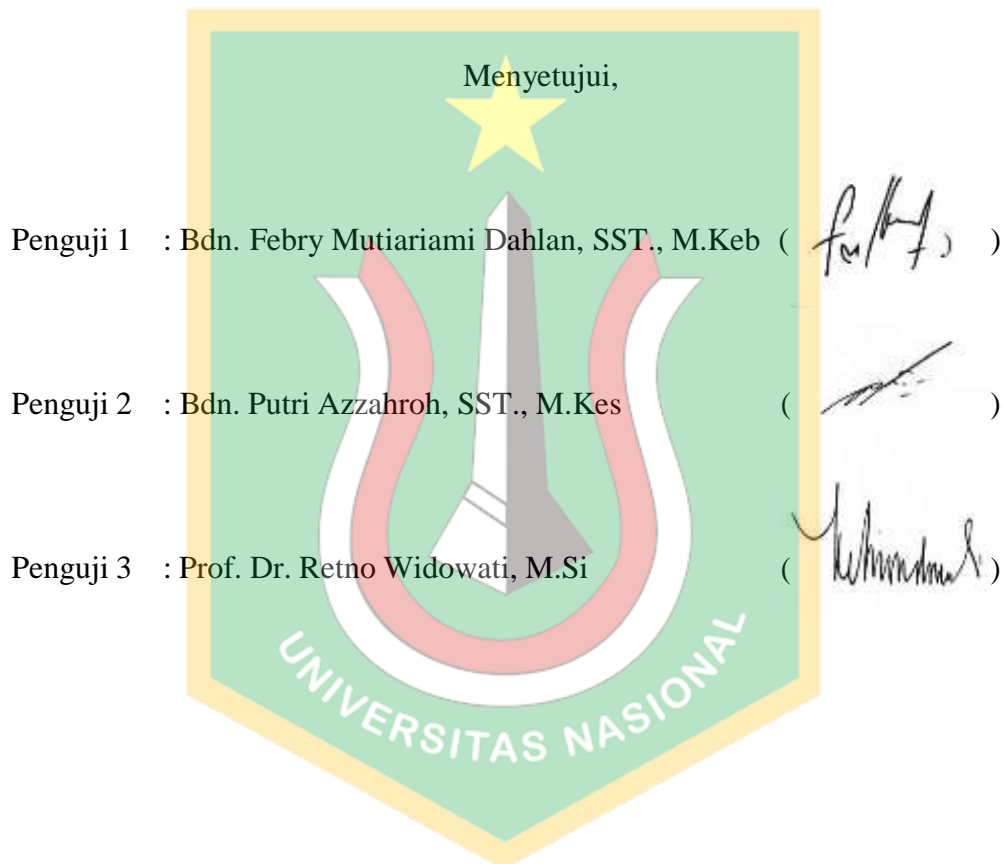 Menyetujui,
Penguji 1 : Bdn. Febry Mutiariami Dahlan, SST., M.Keb ( )
Penguji 2 : Bdn. Putri Azzahroh, SST., M.Kes ( )
Penguji 3 : Prof. Dr. Retno Widowati, M.Si ( )
UNIVERSITAS NASIONAL